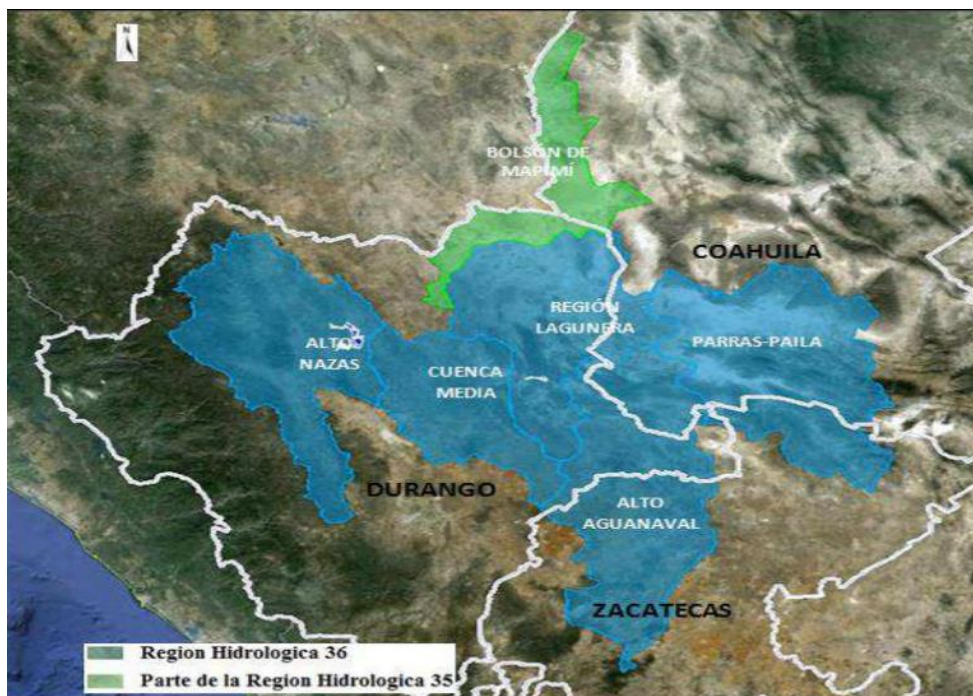 N
BOLSÓN DE
MAPIMÍ
COAHUILA
REGIÓN
LAGUNERA
PARRAS-PAILA
ALTO
NAZAS
CUENCA
MEDIA
DURANGO
ALTO
AGUANAVAL
ZACATECAS
Region Hidrologica 36
Parte de la Region Hidrologica 35